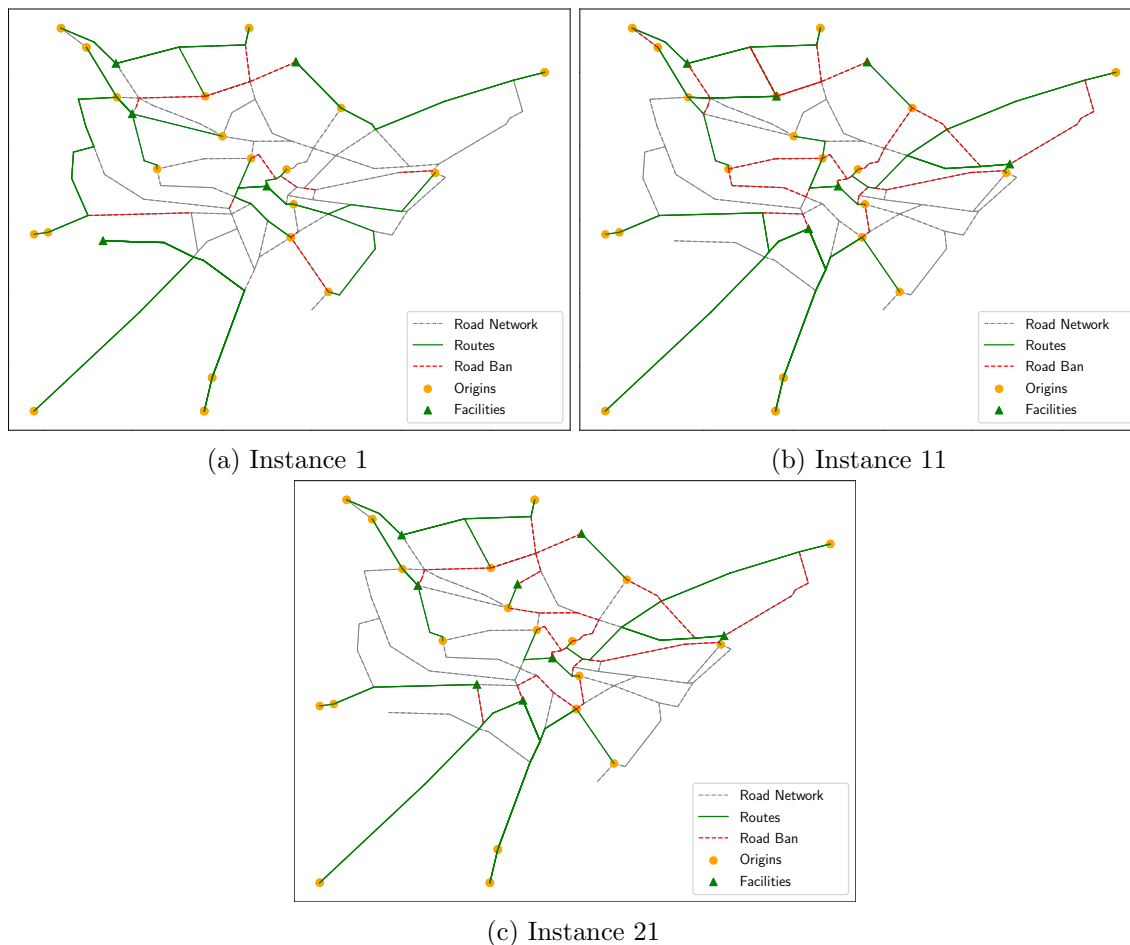 Road Network
Routes
Road Ban
Origins
Facilities
Road Network
Routes
Road Ban
Origins
Facilities
(a) Instance 1
(b) Instance 11
Road Network
Routes
Road Ban
Origins
Facilities
(c) Instance 21